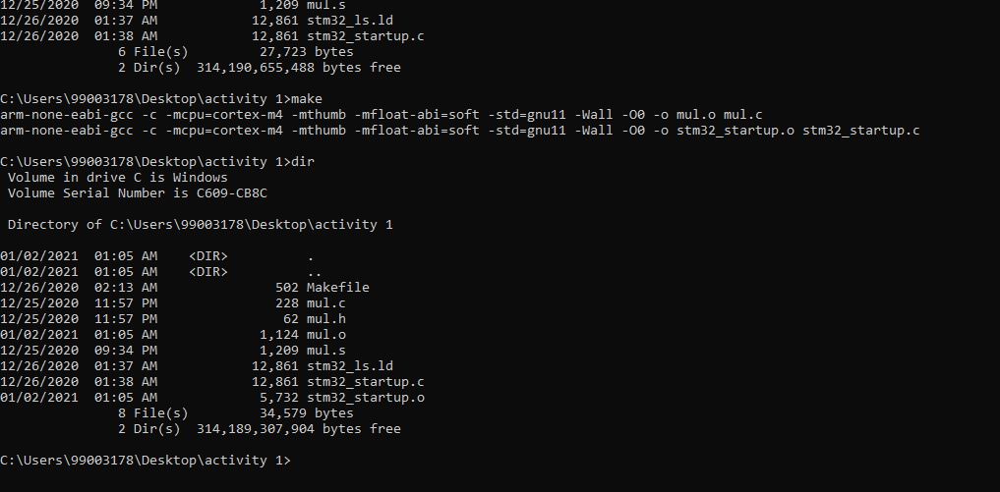 12/25/2020  09:34 PM             1,209 mul.s
12/26/2020  01:37 AM            12,861 stm32_ls.ld
12/26/2020  01:38 AM            12,861 stm32_startup.c
               6 File(s)         27,723 bytes
               2 Dir(s)  314,190,655,488 bytes free
C:\Users\99003178\Desktop\activity 1>make
arm-none-eabi-gcc -c -mcpu=cortex-m4 -mthumb -mfloat-abi=soft -std=gnu11 -Wall -O0 -o mul.o mul.c
arm-none-eabi-gcc -c -mcpu=cortex-m4 -mthumb -mfloat-abi=soft -std=gnu11 -Wall -O0 -o stm32_startup.o stm32_startup.c
C:\Users\99003178\Desktop\activity 1>dir
 Volume in drive C is Windows
 Volume Serial Number is C609-CB8C
 Directory of C:\Users\99003178\Desktop\activity 1
01/02/2021  01:05 AM    <DIR>          .
01/02/2021  01:05 AM    <DIR>          ..
12/26/2020  02:13 AM               502 Makefile
12/25/2020  11:57 PM               228 mul.c
12/25/2020  11:57 PM                62 mul.h
01/02/2021  01:05 AM             1,124 mul.o
12/25/2020  09:34 PM             1,209 mul.s
12/26/2020  01:37 AM            12,861 stm32_ls.ld
12/26/2020  01:38 AM            12,861 stm32_startup.c
01/02/2021  01:05 AM             5,732 stm32_startup.o
               8 File(s)         34,579 bytes
               2 Dir(s)  314,189,307,904 bytes free
C:\Users\99003178\Desktop\activity 1>